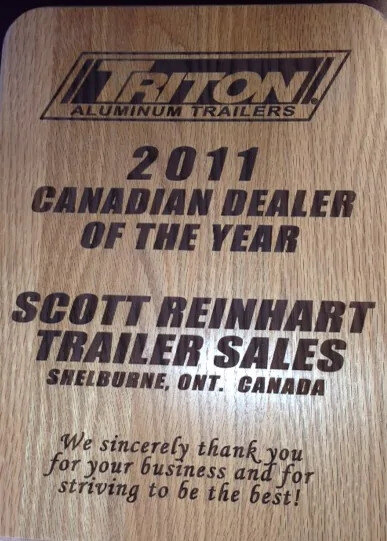 TRITON®
ALUMINUM TRAILERS
2011
CANADIAN DEALER
OF THE YEAR
SCOTT REINHART
TRAILER SALES
SHELBURNE, ONT. CANADA
We sincerely thank you
for your business and for
striving to be the best!